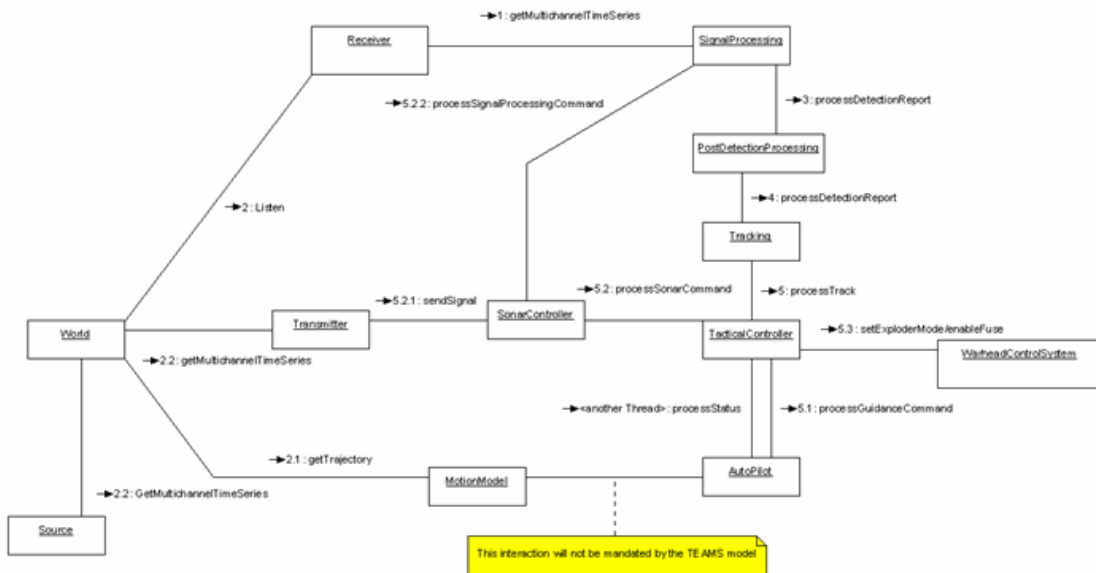 →1 : getMultichannelTimeSeries
Receiver
SignalProcessing
→5.2.2 : processSignalProcessingCommand
→3 : processDetectionReport
PostDetectionProcessing
→4 : processDetectionReport
→2 : Listen
Tracking
→5.2 : processSonarCommand
→5 : processTrack
→5.2.1 : sendSignal
SonarController
World
Transmitter
TacticalController
→5.3 : setExploderMode/enableFuse
WarheadControlSystem
→2.2 : getMultichannelTimeSeries
→<another Thread> : processStatus
→5.1 : processGuidanceCommand
→2.1 : getTrajectory
MotionModel
AutoPilot
→2.2 : GetMultichannelTimeSeries
Source
This interaction will not be mandated by the TEAMS model